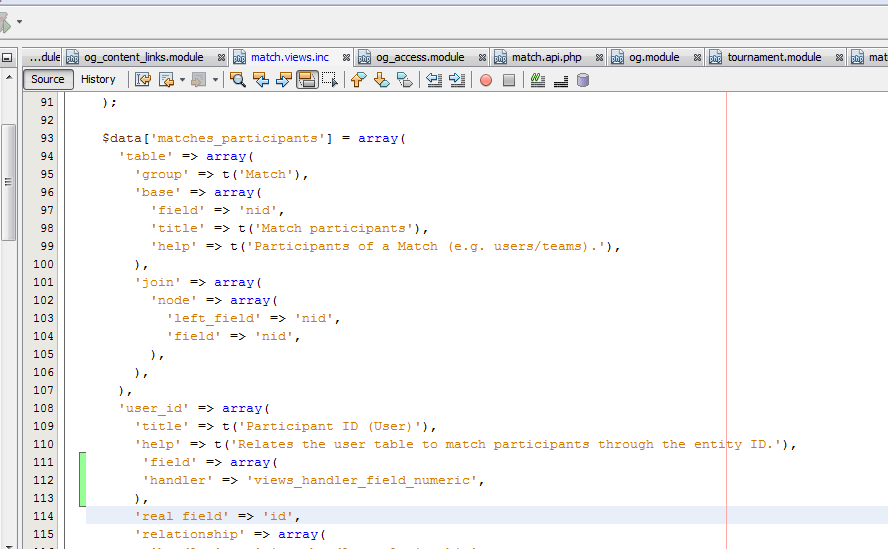 ...dule og_content_links.module match.views.inc og_access.module match.api.php og.module tournament.module mat
Source History
91 );
92
93 $data['matches_participants'] = array(
94 'table' => array(
95 'group' => t('Match'),
96 'base' => array(
97 'field' => 'nid',
98 'title' => t('Match participants'),
99 'help' => t('Participants of a Match (e.g. users/teams).'),
100 ),
101 'join' => array(
102 'node' => array(
103 'left_field' => 'nid',
104 'field' => 'nid',
105 ),
106 ),
107 ),
108 'user_id' => array(
109 'title' => t('Participant ID (User)'),
110 'help' => t('Relates the user table to match participants through the entity ID.'),
111 'field' => array(
112 'handler' => 'views_handler_field_numeric',
113 ),
114 'real field' => 'id',
115 'relationship' => array(